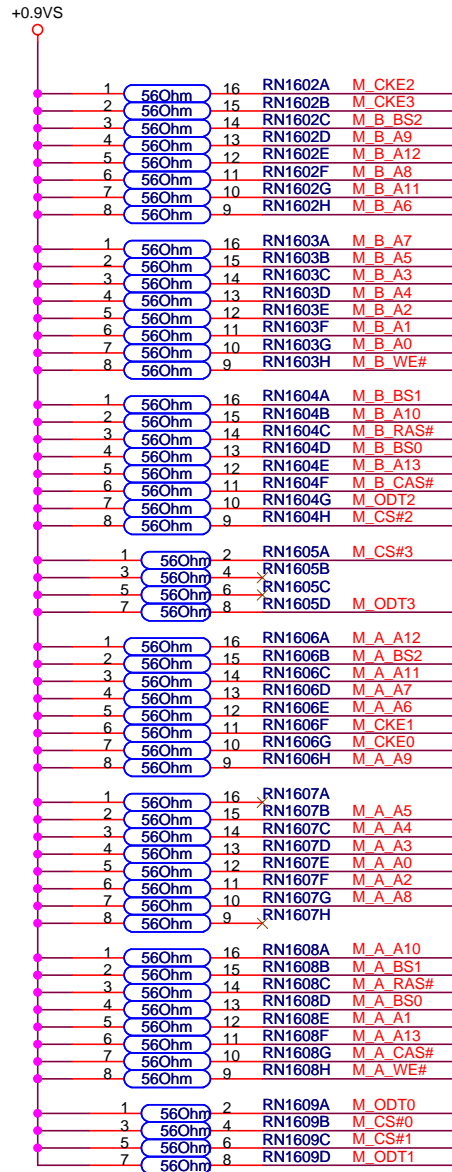 +0.9VS
1 56Ohm 16 RN1602A M_CKE2
2 56Ohm 15 RN1602B M_CKE3
3 56Ohm 14 RN1602C M_B_BS2
4 56Ohm 13 RN1602D M_B_A9
5 56Ohm 12 RN1602E M_B_A12
6 56Ohm 11 RN1602F M_B_A8
7 56Ohm 10 RN1602G M_B_A11
8 56Ohm 9 RN1602H M_B_A6
1 56Ohm 16 RN1603A M_B_A7
2 56Ohm 15 RN1603B M_B_A5
3 56Ohm 14 RN1603C M_B_A3
4 56Ohm 13 RN1603D M_B_A4
5 56Ohm 12 RN1603E M_B_A2
6 56Ohm 11 RN1603F M_B_A1
7 56Ohm 10 RN1603G M_B_A0
8 56Ohm 9 RN1603H M_B_WE#
1 56Ohm 16 RN1604A M_B_BS1
2 56Ohm 15 RN1604B M_B_A10
3 56Ohm 14 RN1604C M_B_RAS#
4 56Ohm 13 RN1604D M_B_BS0
5 56Ohm 12 RN1604E M_B_A13
6 56Ohm 11 RN1604F M_B_CAS#
7 56Ohm 10 RN1604G M_ODT2
8 56Ohm 9 RN1604H M_CS#2
1 56Ohm 2 RN1605A M_CS#3
3 56Ohm 4 RN1605B
5 56Ohm 6 RN1605C
7 56Ohm 8 RN1605D M_ODT3
1 56Ohm 16 RN1606A M_A_A12
2 56Ohm 15 RN1606B M_A_BS2
3 56Ohm 14 RN1606C M_A_A11
4 56Ohm 13 RN1606D M_A_A7
5 56Ohm 12 RN1606E M_A_A6
6 56Ohm 11 RN1606F M_CKE1
7 56Ohm 10 RN1606G M_CKE0
8 56Ohm 9 RN1606H M_A_A9
1 56Ohm 16 RN1607A
2 56Ohm 15 RN1607B M_A_A5
3 56Ohm 14 RN1607C M_A_A4
4 56Ohm 13 RN1607D M_A_A3
5 56Ohm 12 RN1607E M_A_A0
6 56Ohm 11 RN1607F M_A_A2
7 56Ohm 10 RN1607G M_A_A8
8 56Ohm 9 RN1607H
1 56Ohm 16 RN1608A M_A_A10
2 56Ohm 15 RN1608B M_A_BS1
3 56Ohm 14 RN1608C M_A_RAS#
4 56Ohm 13 RN1608D M_A_BS0
5 56Ohm 12 RN1608E M_A_A1
6 56Ohm 11 RN1608F M_A_A13
7 56Ohm 10 RN1608G M_A_CAS#
8 56Ohm 9 RN1608H M_A_WE#
1 56Ohm 2 RN1609A M_ODT0
3 56Ohm 4 RN1609B M_CS#0
5 56Ohm 6 RN1609C M_CS#1
7 56Ohm 8 RN1609D M_ODT1